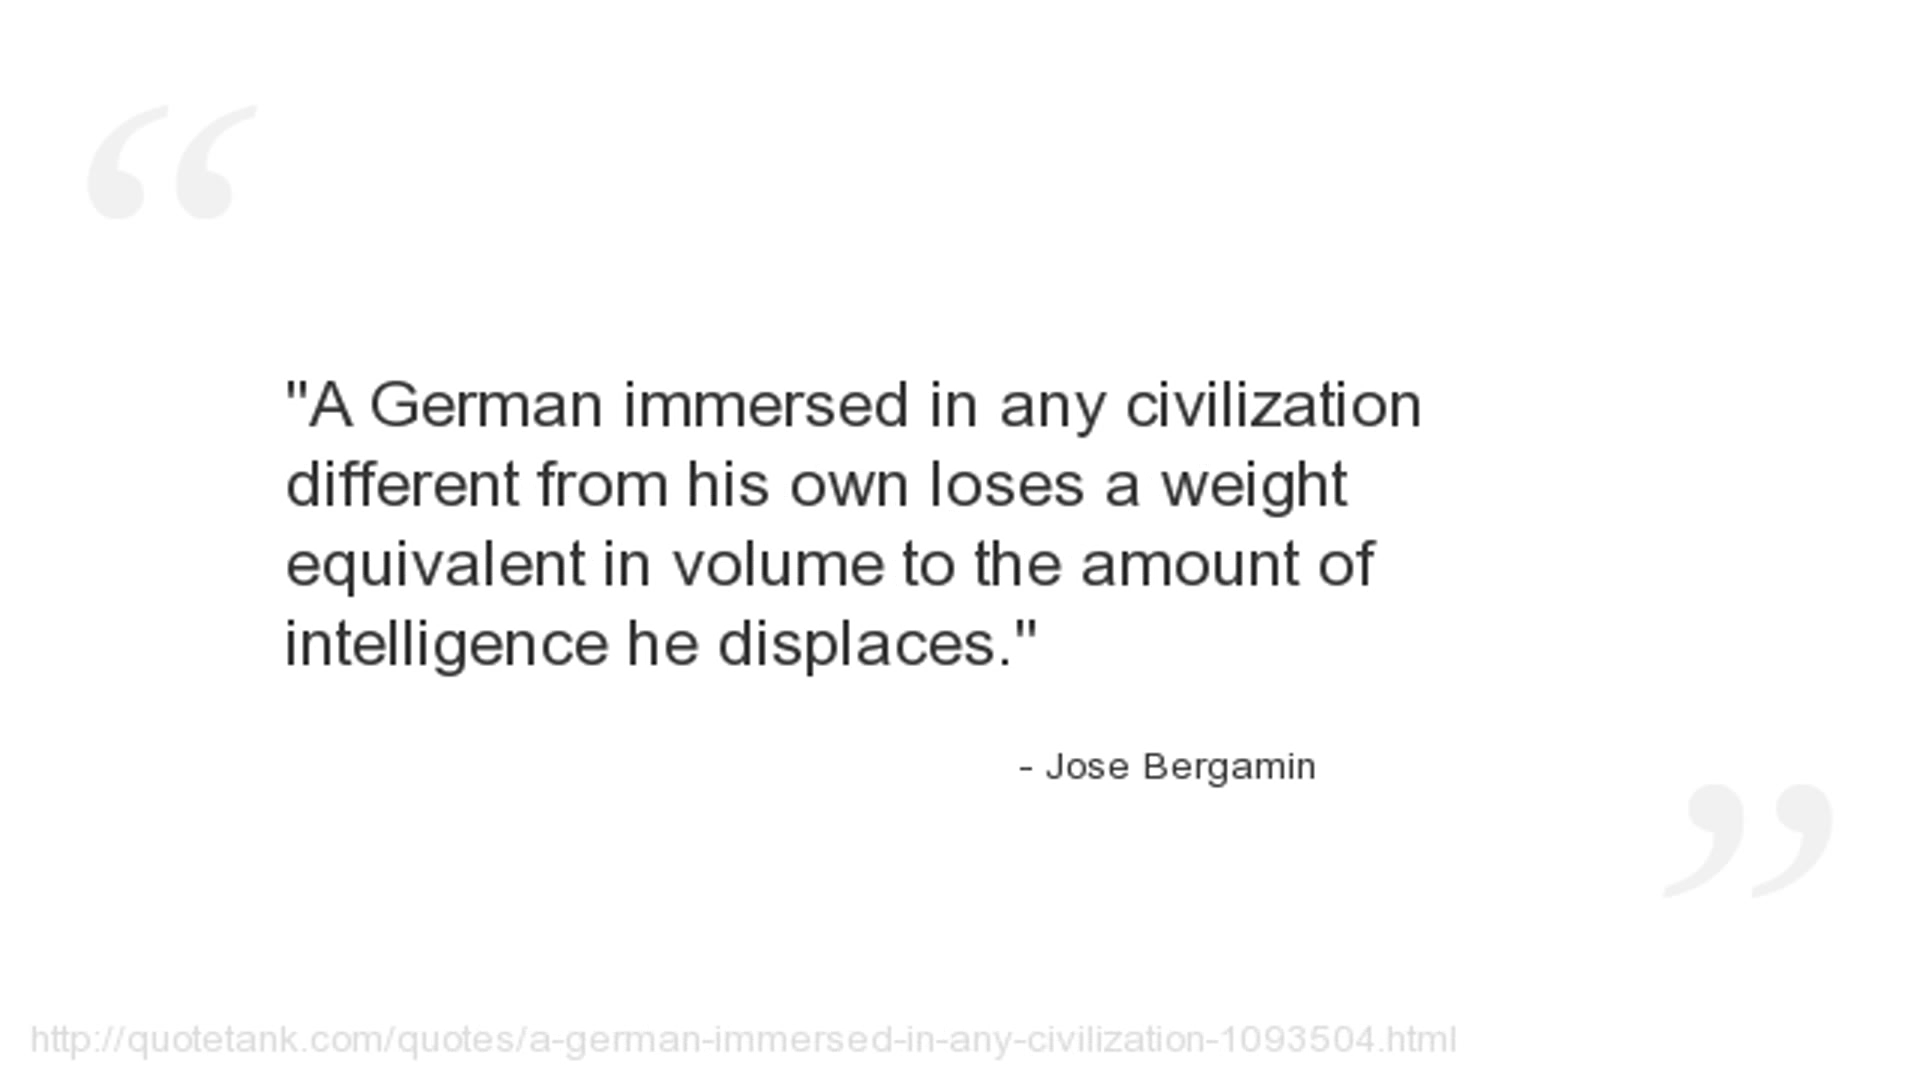 "A German immersed in any civilization
different from his own loses a weight
equivalent in volume to the amount of
intelligence he displaces."
- Jose Bergamin
http://quotetank.com/quotes/a-german-immersed-in-any-civilization-1093504.html